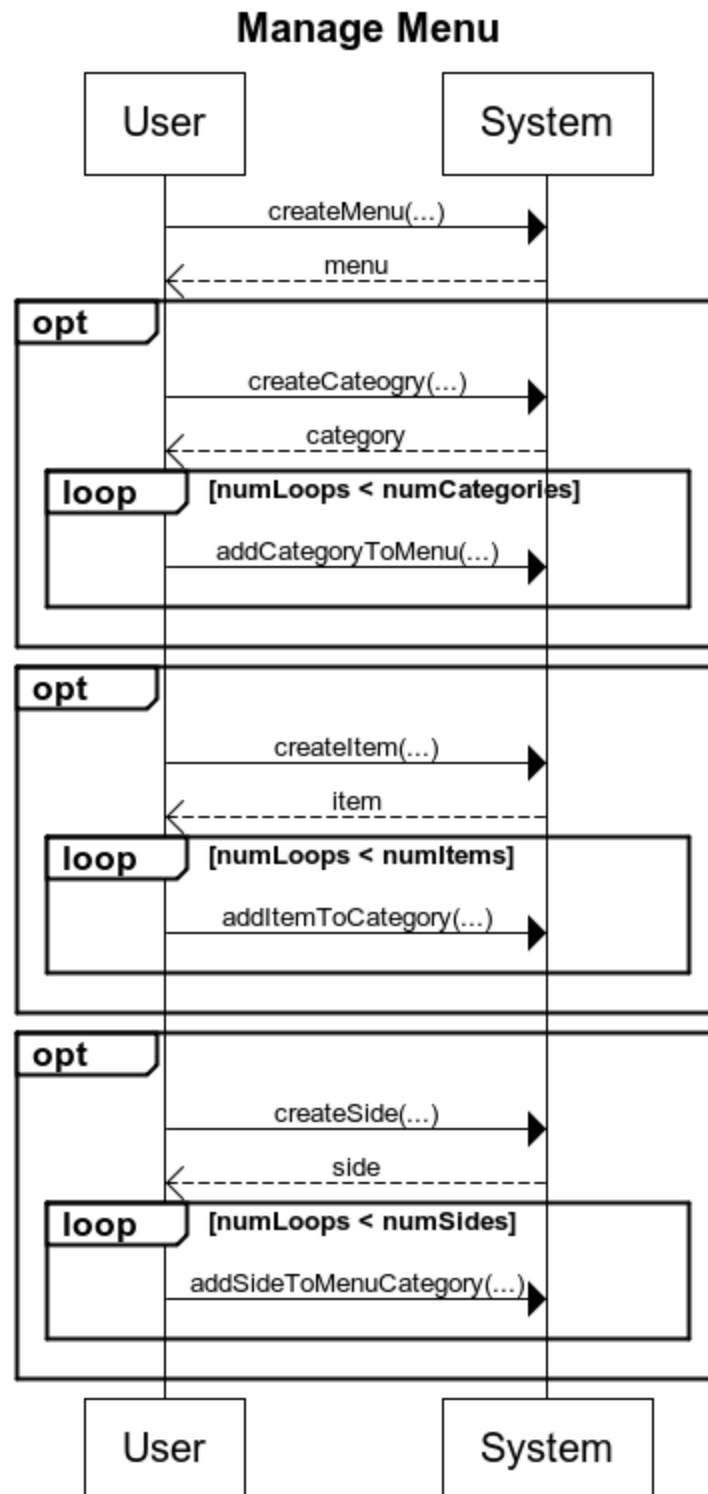 Manage Menu
User System
createMenu(...)
menu
opt
createCateogry(...)
category
loop [numLoops < numCategories]
addCategoryToMenu(...)
opt
createItem(...)
item
loop [numLoops < numItems]
addItemToCategory(...)
opt
createSide(...)
side
loop [numLoops < numSides]
addSideToMenuCategory(...)
User System